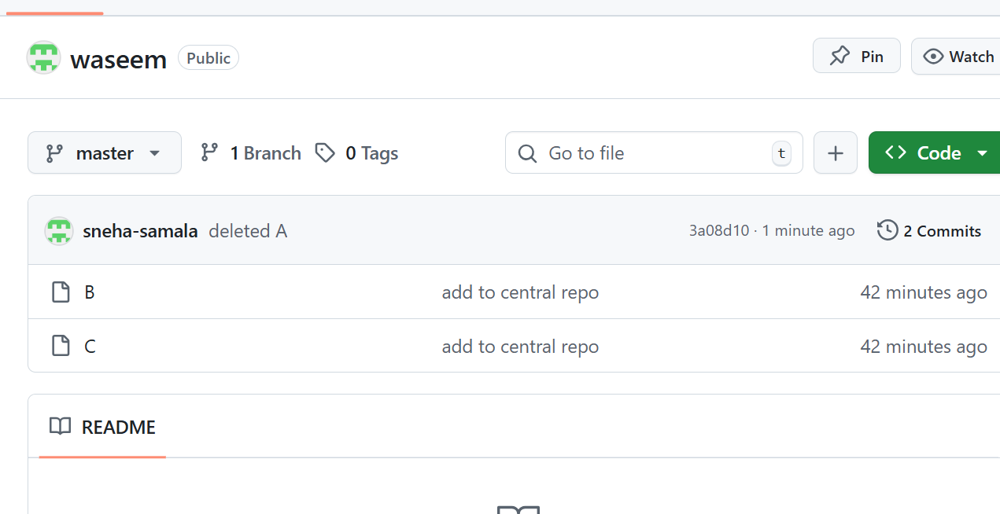 waseem Public Pin Watch
master 1 Branch 0 Tags Go to file t Code
sneha-samala deleted A 3a08d10 · 1 minute ago 2 Commits
B add to central repo 42 minutes ago
C add to central repo 42 minutes ago
README